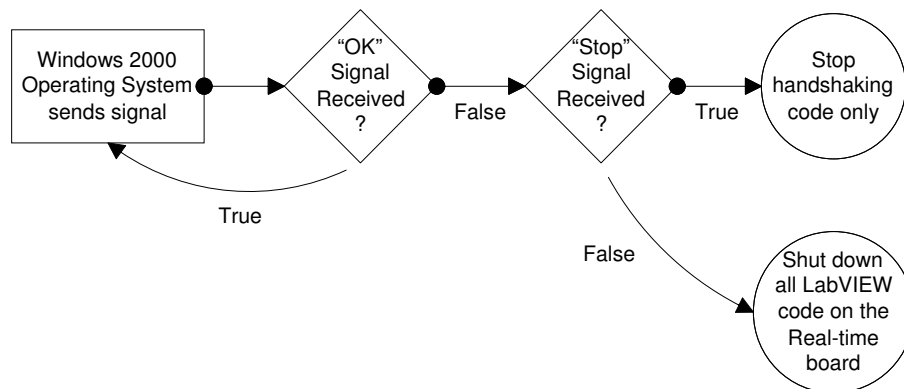 Windows 2000
Operating System
sends signal
“OK”
Signal
Received
?
True
False
“Stop”
Signal
Received
?
True
Stop
handshaking
code only
False
Shut down
all LabVIEW
code on the
Real-time
board